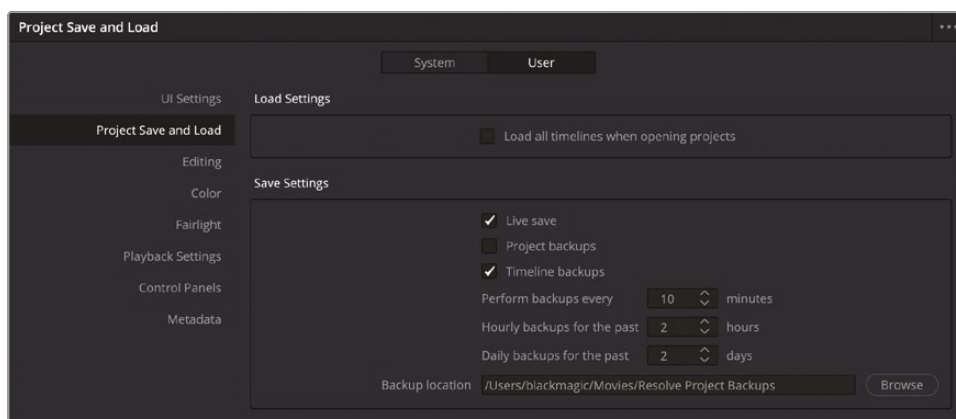 Project Save and Load
System User
UI Settings
Project Save and Load
Editing
Color
Fairlight
Playback Settings
Control Panels
Metadata
Load Settings
Load all timelines when opening projects
Save Settings
Live save
Project backups
Timeline backups
Perform backups every 10 minutes
Hourly backups for the past 2 hours
Daily backups for the past 2 days
Backup location /Users/blackmagic/Movies/Resolve Project Backups Browse